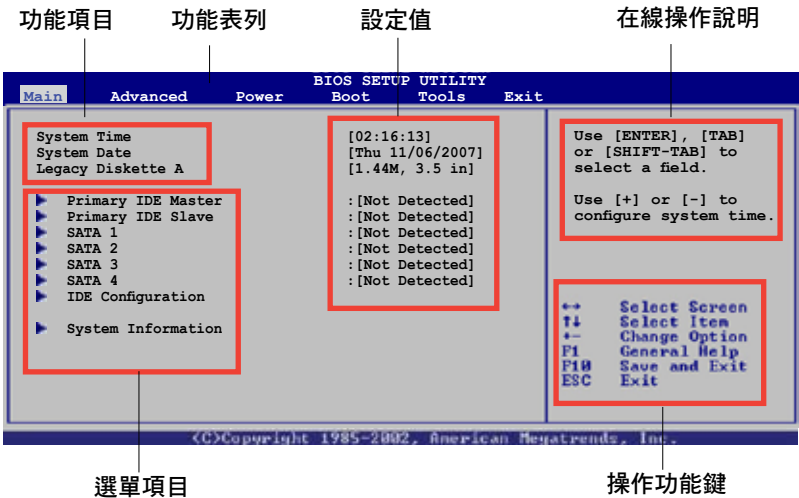 功能項目 功能表列 設定值 在線操作說明
BIOS SETUP UTILITY
Main Advanced Power Boot Tools Exit
System Time [02:16:13]
System Date [Thu 11/06/2007]
Legacy Diskette A [1.44M, 3.5 in]
Primary IDE Master :[Not Detected]
Primary IDE Slave :[Not Detected]
SATA 1 :[Not Detected]
SATA 2 :[Not Detected]
SATA 3 :[Not Detected]
SATA 4 :[Not Detected]
IDE Configuration
System Information
Use [ENTER], [TAB]
or [SHIFT-TAB] to
select a field.
Use [+] or [-] to
configure system time.
↔ Select Screen
↑↓ Select Item
+- Change Option
F1 General Help
F10 Save and Exit
ESC Exit
(C)Copyright 1985-2002, American Megatrends, Inc.
選單項目 操作功能鍵